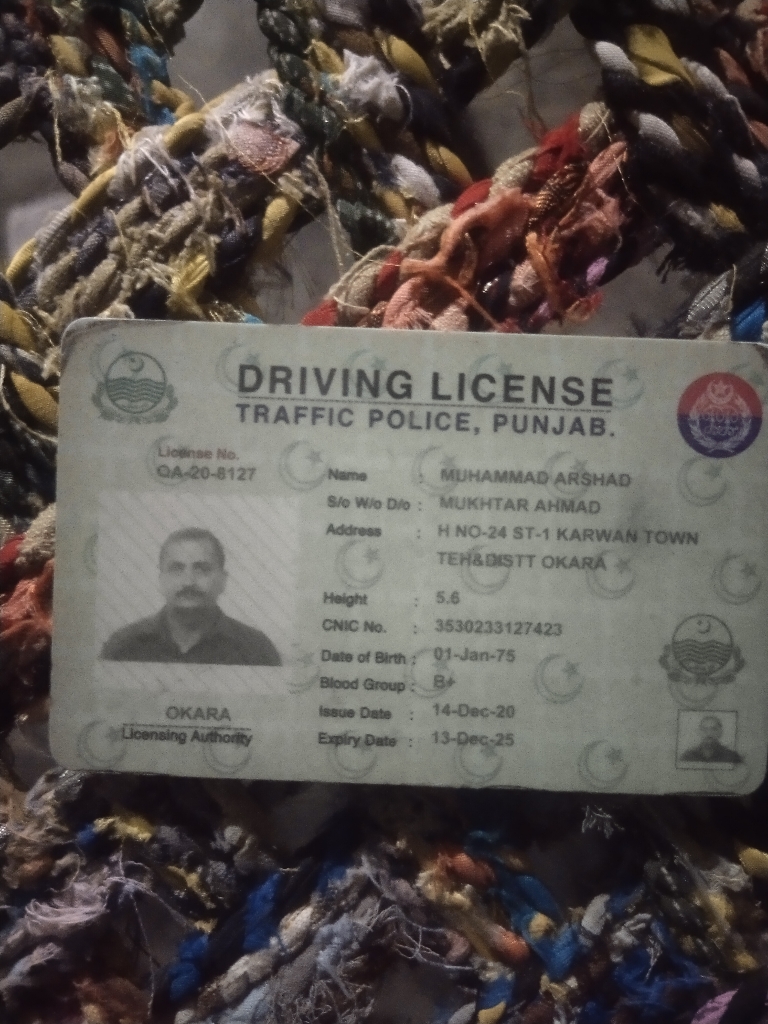 DRIVING LICENSE
TRAFFIC POLICE, PUNJAB.
License No.
QA-20-8127
Name : MUHAMMAD ARSHAD
S/o W/o D/o : MUKHTAR AHMAD
Address : H NO-24 ST-1 KARWAN TOWN
TEH&DISTT OKARA
Height : 5.6
CNIC No. : 3530233127423
Date of Birth : 01-Jan-75
Blood Group : B+
Issue Date : 14-Dec-20
Expiry Date : 13-Dec-25
OKARA
Licensing Authority